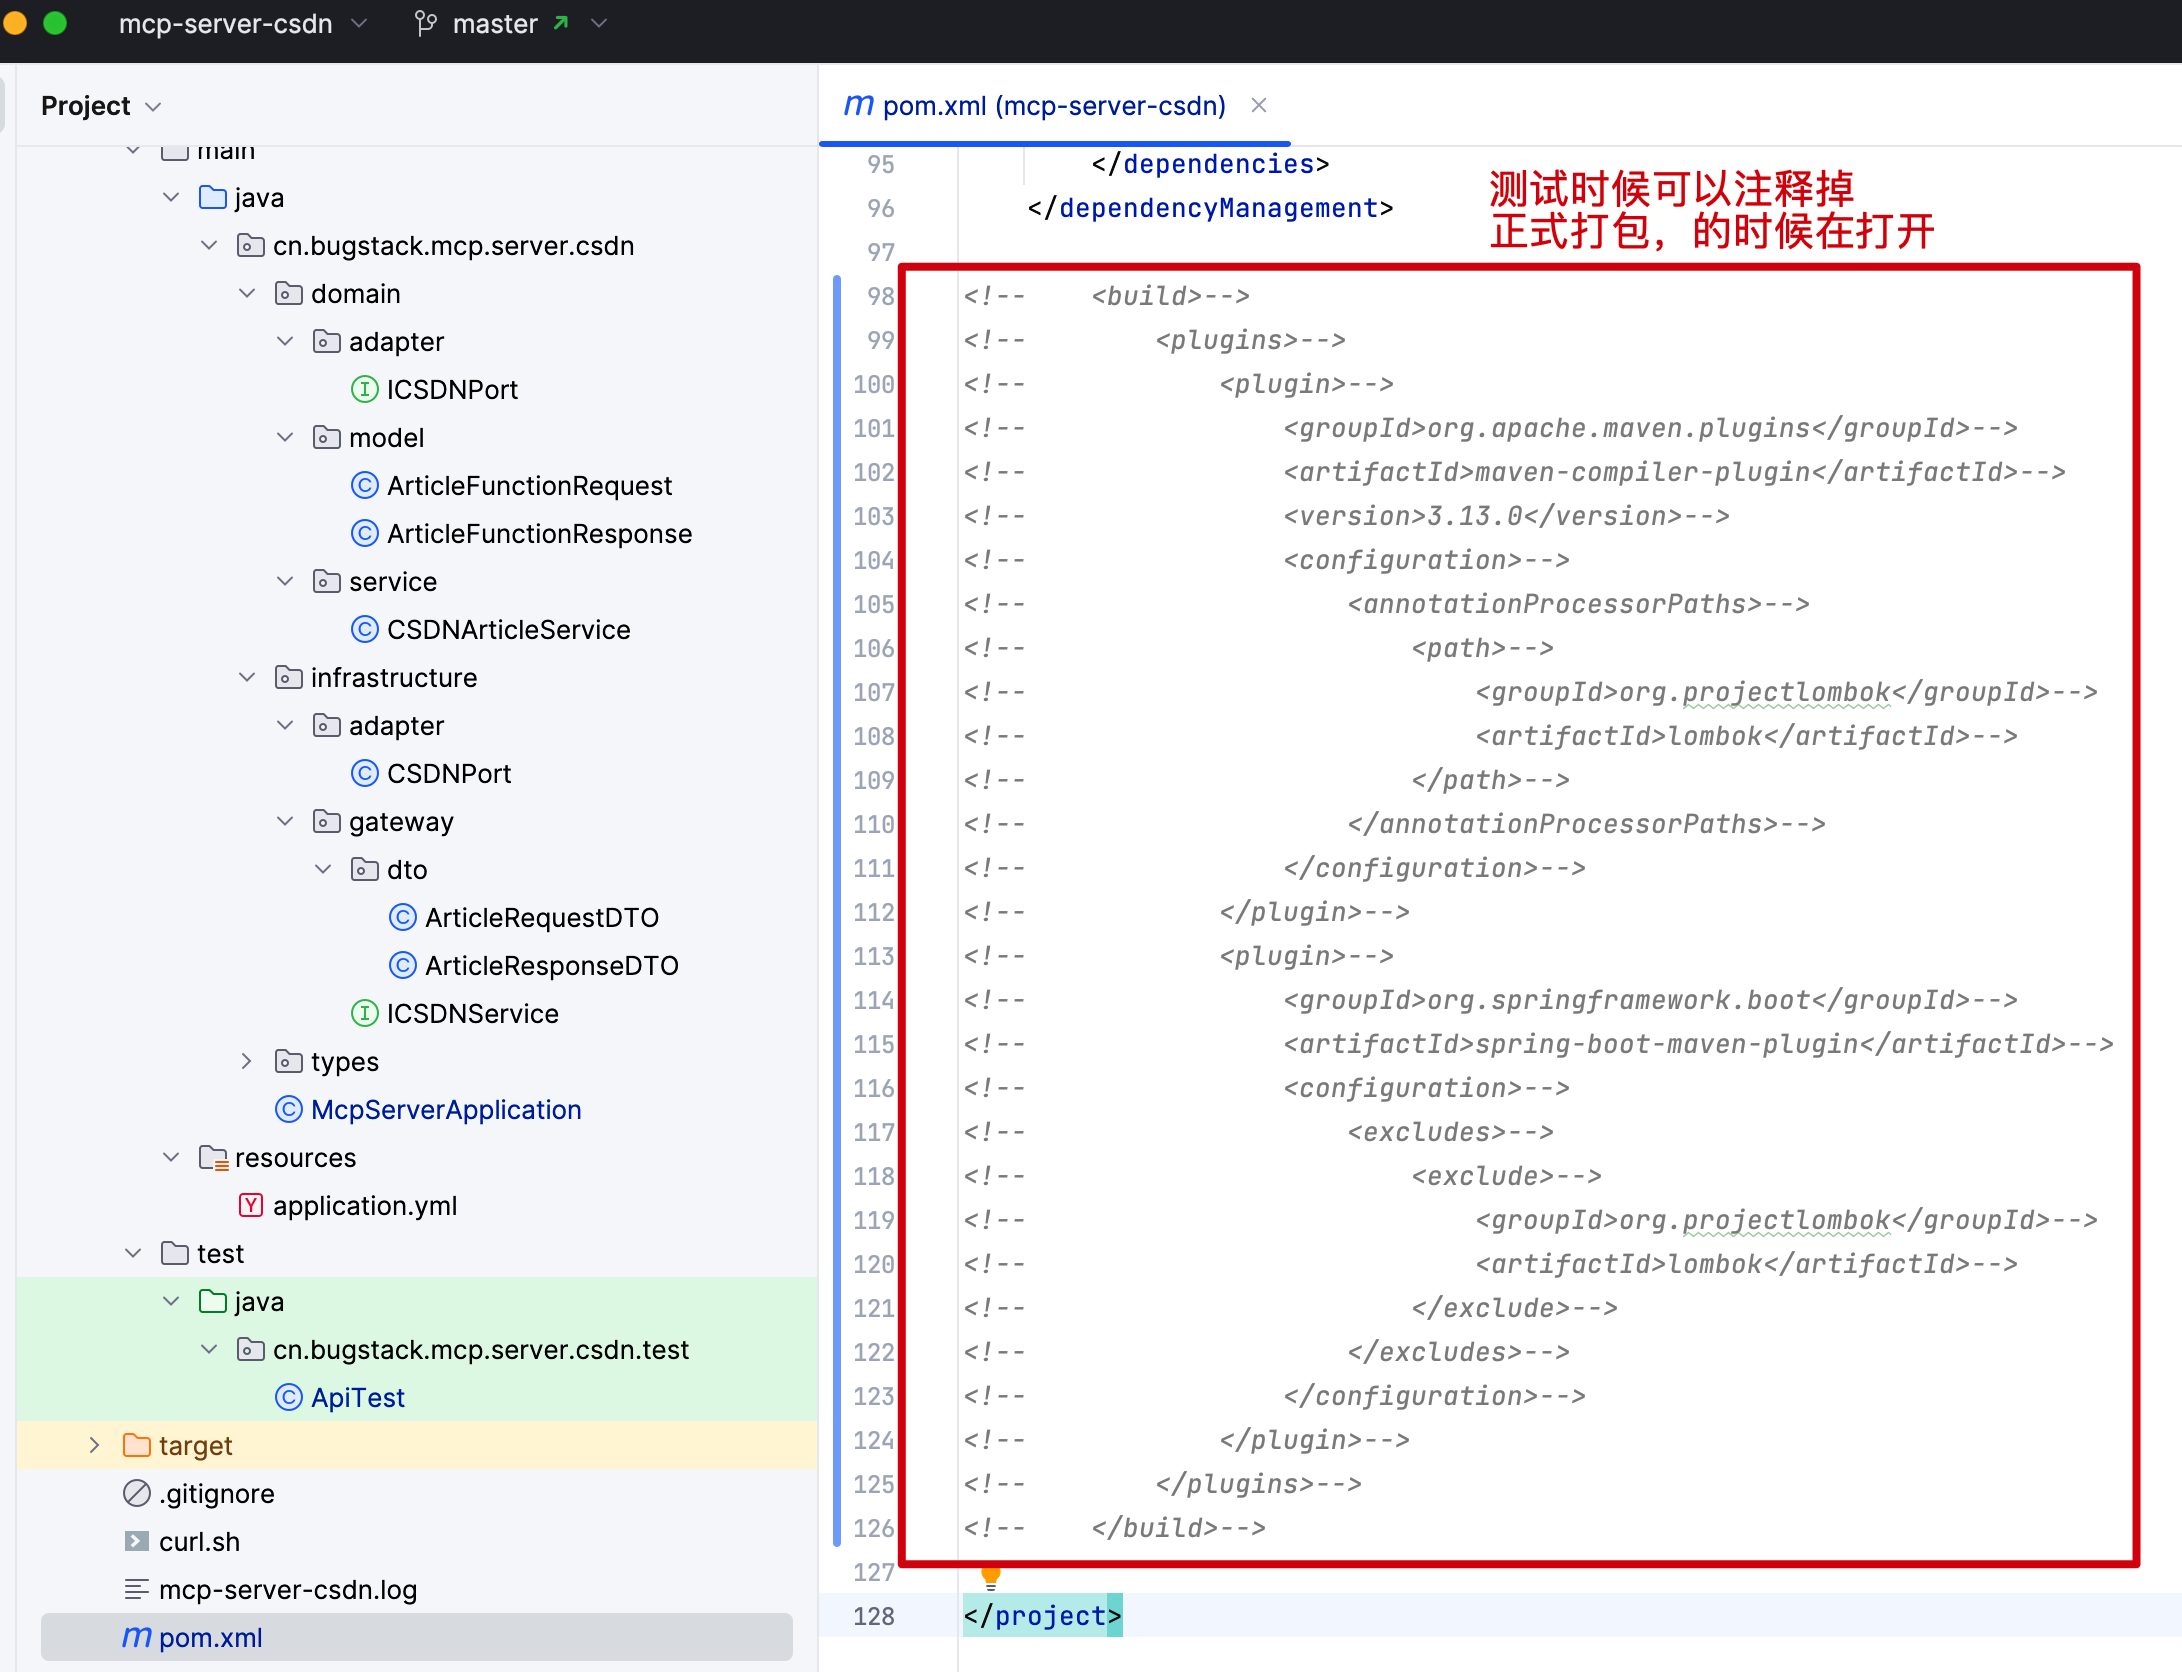 mcp-server-csdn
master
Project
pom.xml (mcp-server-csdn)
main
java
cn.bugstack.mcp.server.csdn
domain
adapter
ICSDNPort
model
ArticleFunctionRequest
ArticleFunctionResponse
service
CSDNArticleService
infrastructure
adapter
CSDNPort
gateway
dto
ArticleRequestDTO
ArticleResponseDTO
ICSDNService
types
McpServerApplication
resources
application.yml
test
java
cn.bugstack.mcp.server.csdn.test
ApiTest
target
.gitignore
curl.sh
mcp-server-csdn.log
pom.xml
测试时候可以注释掉
正式打包，的时候在打开
95         </dependencies>
96     </dependencyManagement>
97
98 <!--    <build>-->
99 <!--        <plugins>-->
100 <!--            <plugin>-->
101 <!--                <groupId>org.apache.maven.plugins</groupId>-->
102 <!--                <artifactId>maven-compiler-plugin</artifactId>-->
103 <!--                <version>3.13.0</version>-->
104 <!--                <configuration>-->
105 <!--                    <annotationProcessorPaths>-->
106 <!--                        <path>-->
107 <!--                            <groupId>org.projectlombok</groupId>-->
108 <!--                            <artifactId>lombok</artifactId>-->
109 <!--                        </path>-->
110 <!--                    </annotationProcessorPaths>-->
111 <!--                </configuration>-->
112 <!--            </plugin>-->
113 <!--            <plugin>-->
114 <!--                <groupId>org.springframework.boot</groupId>-->
115 <!--                <artifactId>spring-boot-maven-plugin</artifactId>-->
116 <!--                <configuration>-->
117 <!--                    <excludes>-->
118 <!--                        <exclude>-->
119 <!--                            <groupId>org.projectlombok</groupId>-->
120 <!--                            <artifactId>lombok</artifactId>-->
121 <!--                        </exclude>-->
122 <!--                    </excludes>-->
123 <!--                </configuration>-->
124 <!--            </plugin>-->
125 <!--        </plugins>-->
126 <!--    </build>-->
127
128 </project>